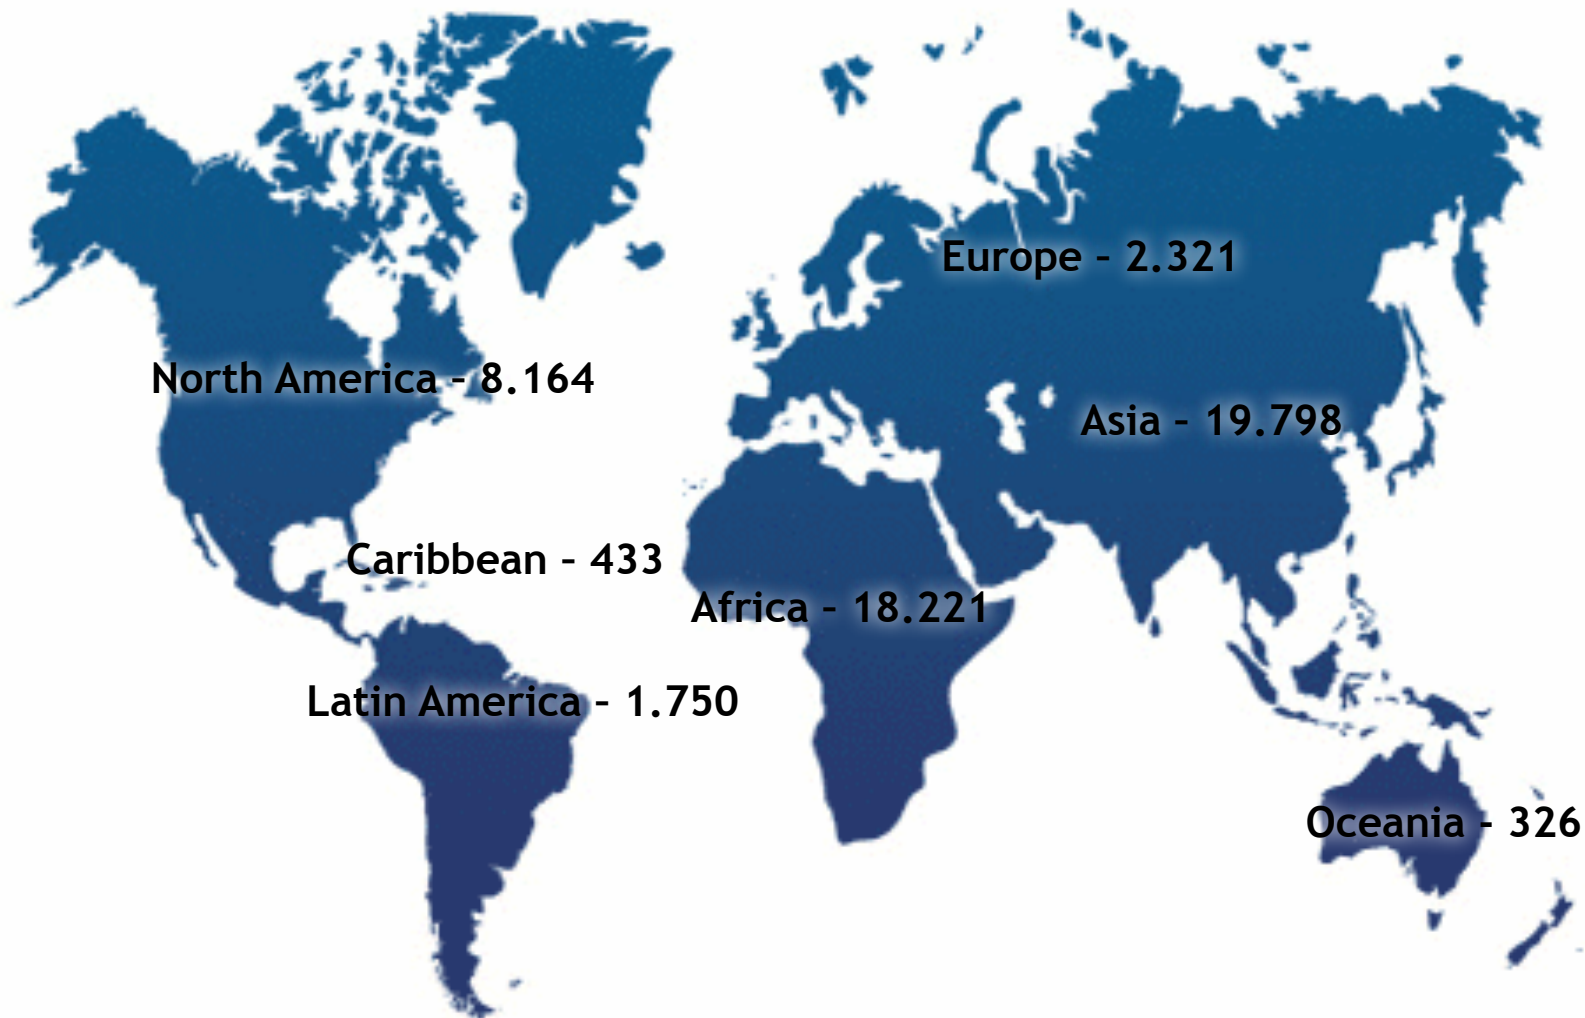 Europe – 2.321
North America – 8.164
Asia – 19.798
Caribbean – 433
Africa – 18.221
Latin America – 1.750
Oceania - 326